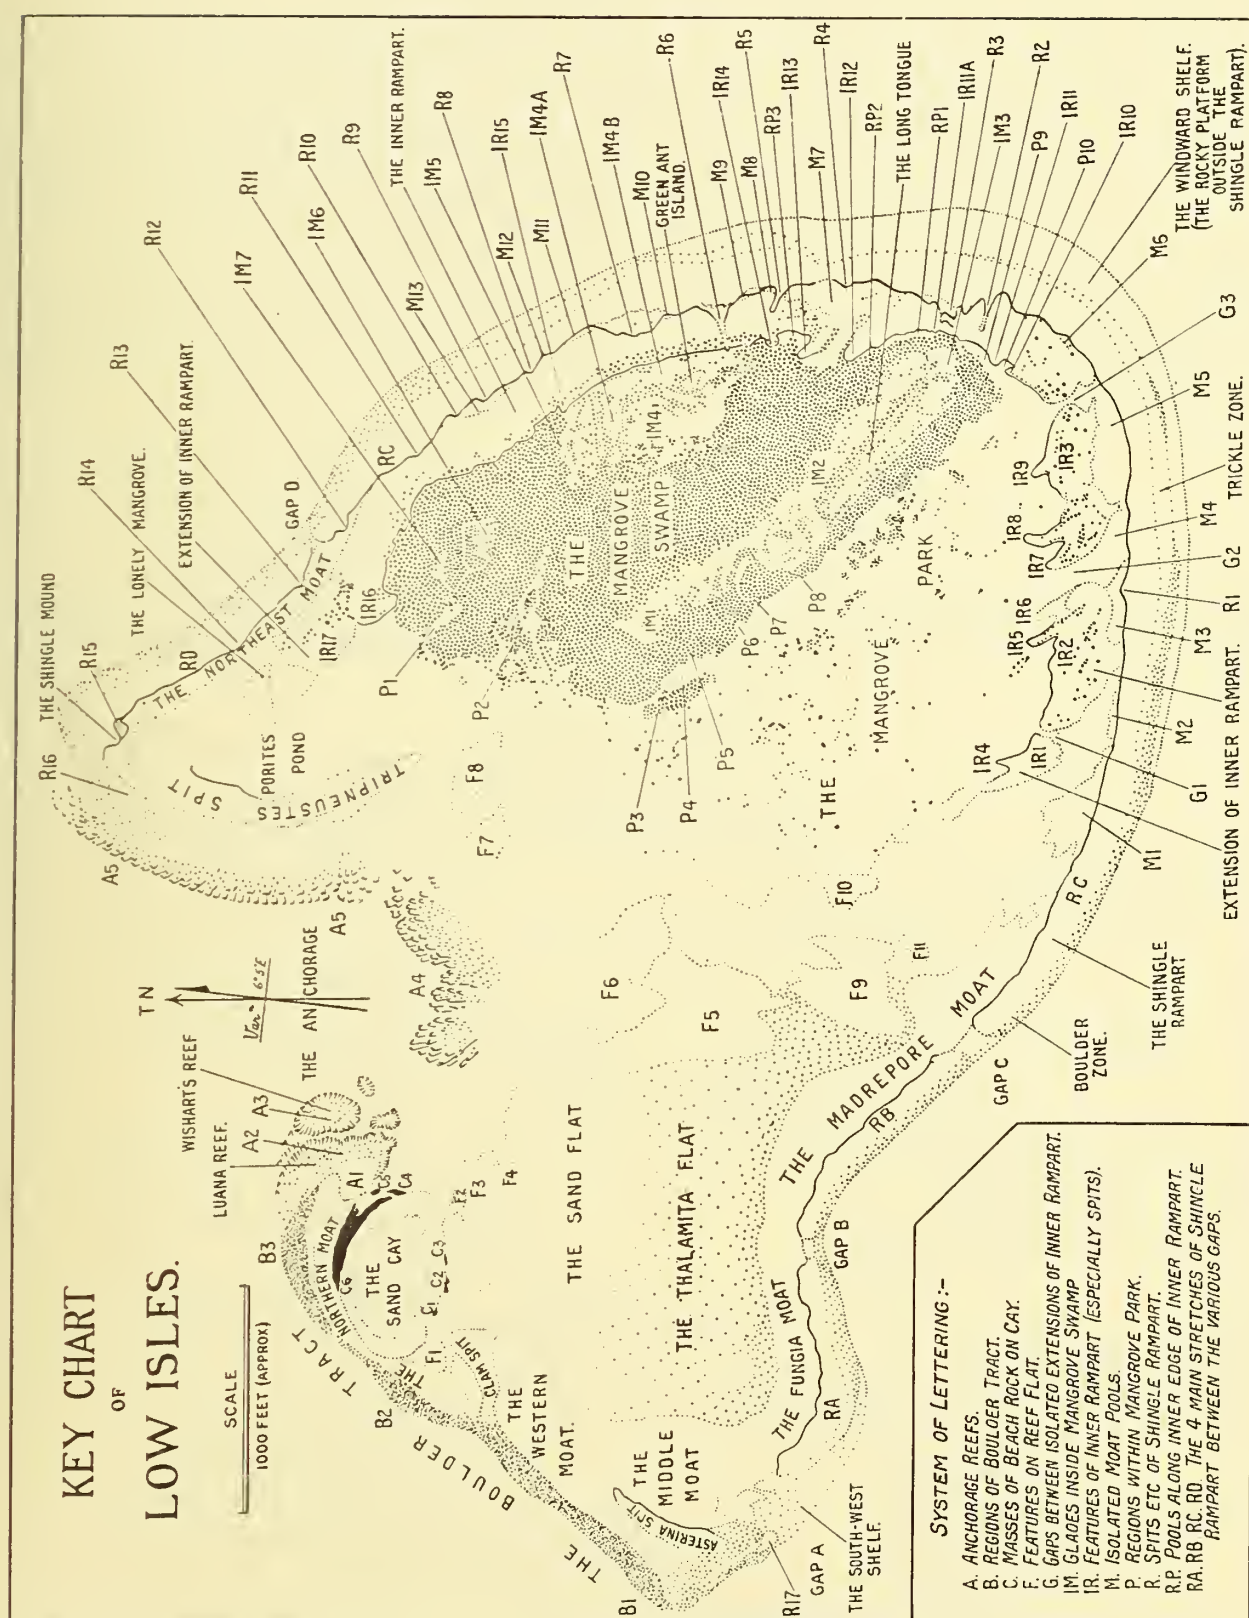 KEY CHART
OF
LOW ISLES.
SCALE
1000 FEET (APPROX)
TN
Var = 6°5'E
R16
THE SHINGLE MOUND
R15
THE LONELY MANGROVE.
R14
EXTENSION OF INNER RAMPART.
R13
R12
IM7
R11
IM6
R10
M13
R9
THE INNER RAMPART.
IM5
R8
M12
IR15
M11
IM4A
R7
IM4B
M10
GREEN ANT
ISLAND.
R6
M9
IR14
M8
R5
RP3
IR13
M7
R4
IR12
RP2
THE LONG TONGUE
RP1
IR11A
R3
IM3
R2
P9
IR11
P10
IR10
THE WINDWARD SHELF.
(THE ROCKY PLATFORM
OUTSIDE THE
SHINGLE RAMPART).
M6
G3
M5
TRICKLE ZONE.
M4
G2
R1
M3
EXTENSION OF INNER RAMPART.
M2
G1
M1
RC
THE SHINGLE
RAMPART
BOULDER
ZONE.
GAP C
GAP D
RC
RD
THE NORTHEAST MOAT
IR17
IR16
PORITES
POND
TRIPNEUSTES
SPIT
A5
A5
A4
THE ANCHORAGE
WISHART'S REEF
A3
A2
LUANA REEF.
A1
B3
NORTHERN MOAT
THE
SAND CAY
C6
C5
C4
C3
C2
C1
F1
F2
F3
F4
CLAM SPIT
THE BOULDER TRACT
THE
B2
B1
THE
WESTERN
MOAT.
THE
MIDDLE
MOAT
ASTERINA SPIT
R17
GAP A
THE SOUTH-WEST
SHELF.
RA
THE FUNGIA MOAT
GAP B
RB
THE MADREPORE MOAT
THE SAND FLAT
THE THALAMITA FLAT
F5
F6
F7
F8
F9
F10
F11
P1
P2
P3
P4
P5
P6
P7
P8
THE
MANGROVE
SWAMP
IM1
IM2
IM4
THE
MANGROVE
PARK
IR1
IR2
IR3
IR4
IR5
IR6
IR7
IR8
IR9
SYSTEM OF LETTERING:-
A. ANCHORAGE REEFS.
B. REGIONS OF BOULDER TRACT.
C. MASSES OF BEACH ROCK ON CAY.
F. FEATURES ON REEF FLAT.
G. GAPS BETWEEN ISOLATED EXTENSIONS OF INNER RAMPART.
IM. GLADES INSIDE MANGROVE SWAMP
IR. FEATURES OF INNER RAMPART (ESPECIALLY SPITS).
M. ISOLATED MOAT POOLS.
P. REGIONS WITHIN MANGROVE PARK.
R. SPITS ETC OF SHINGLE RAMPART.
R.P. POOLS ALONG INNER EDGE OF INNER RAMPART.
RA. RB. RC. RD. THE 4 MAIN STRETCHES OF SHINGLE
RAMPART BETWEEN THE VARIOUS GAPS.